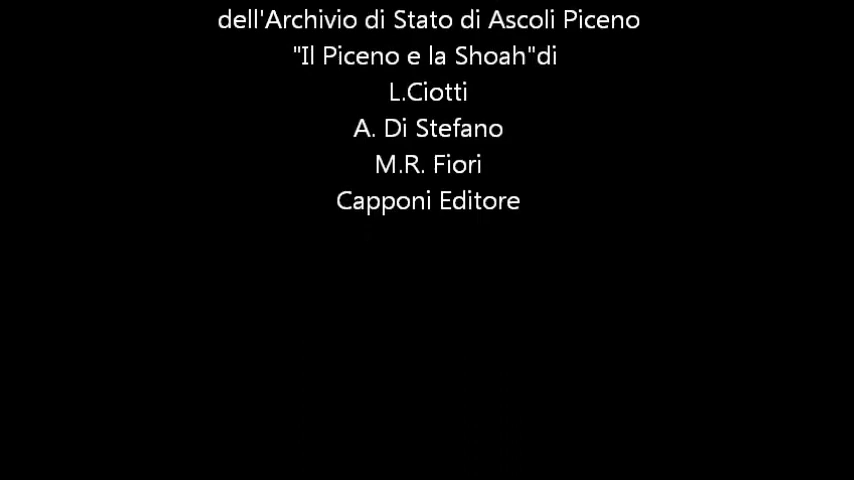 dell'Archivio di Stato di Ascoli Piceno
"Il Piceno e la Shoah"di
L.Ciotti
A. Di Stefano
M.R. Fiori
Capponi Editore